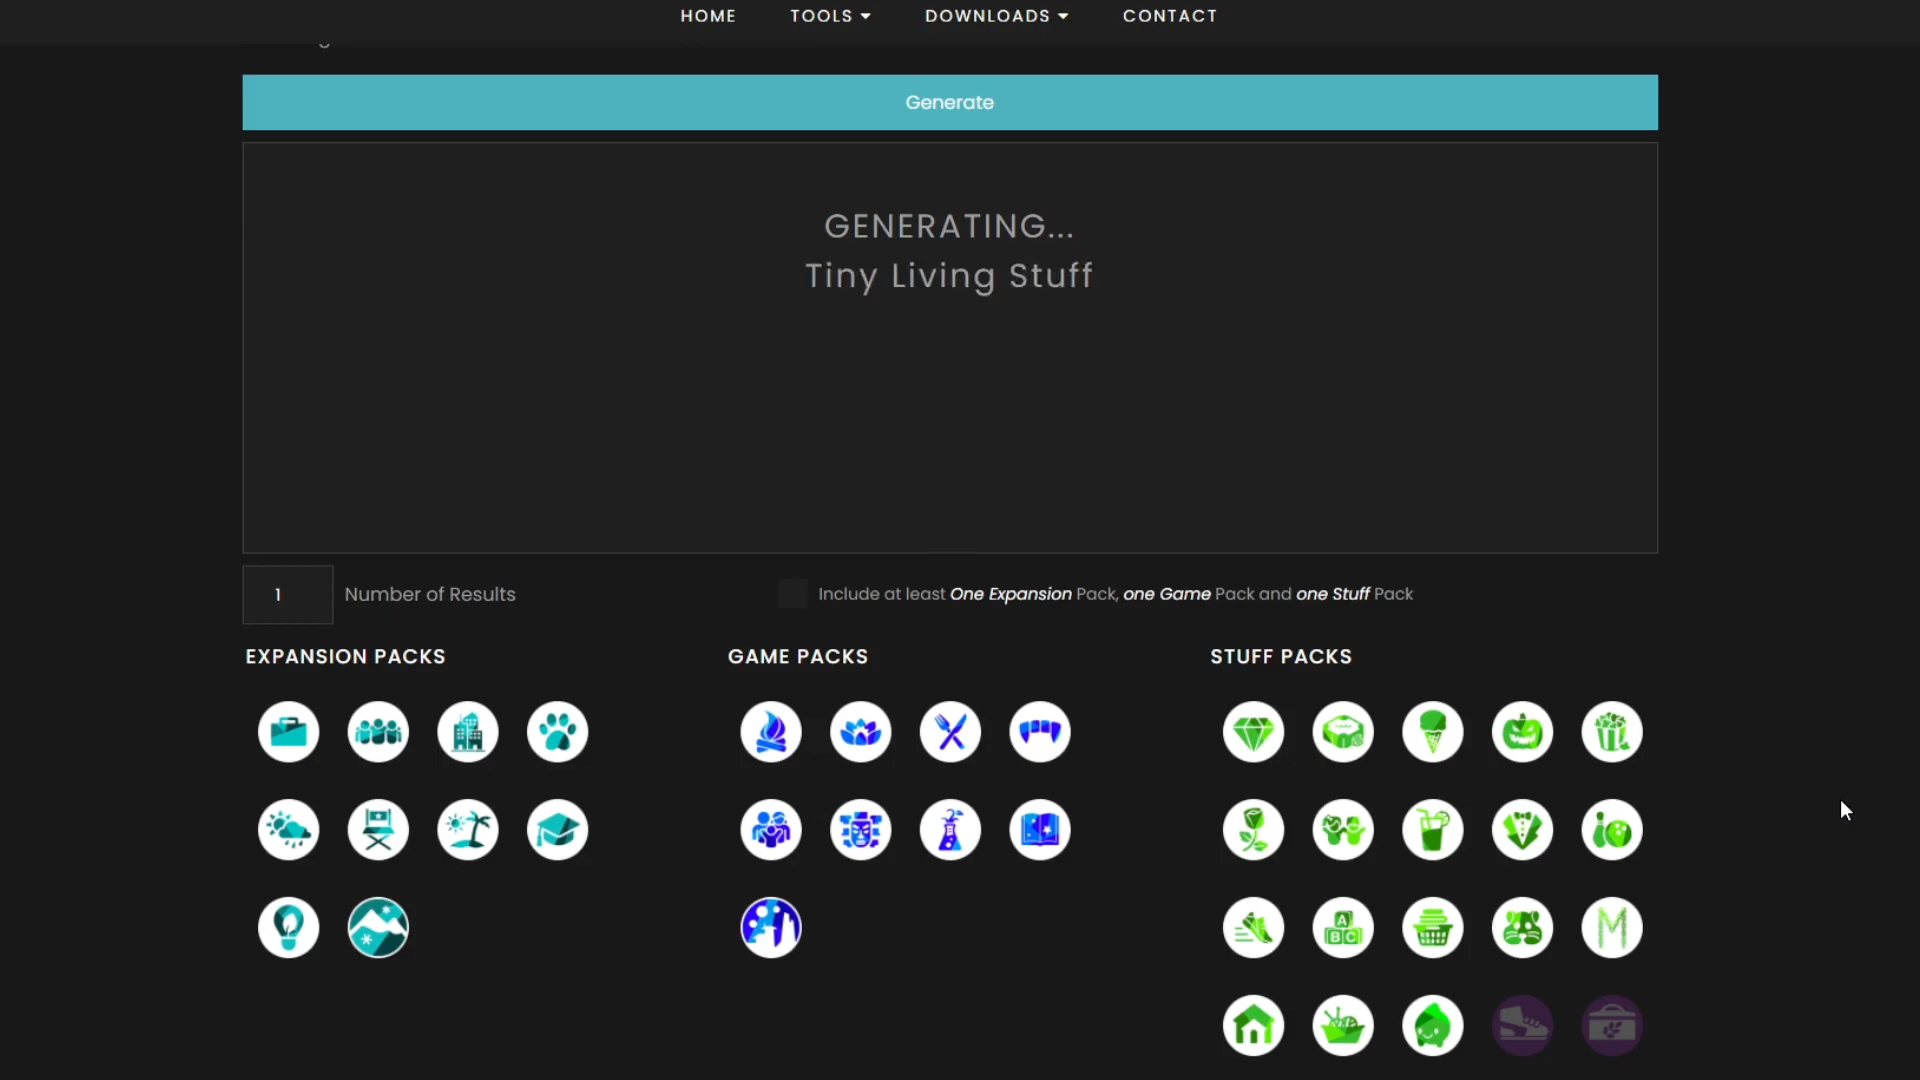 HOME TOOLS DOWNLOADS CONTACT
Generate
GENERATING...
Tiny Living Stuff
1 Number of Results Include at least One Expansion Pack, one Game Pack and one Stuff Pack
EXPANSION PACKS GAME PACKS STUFF PACKS
A
B C
M